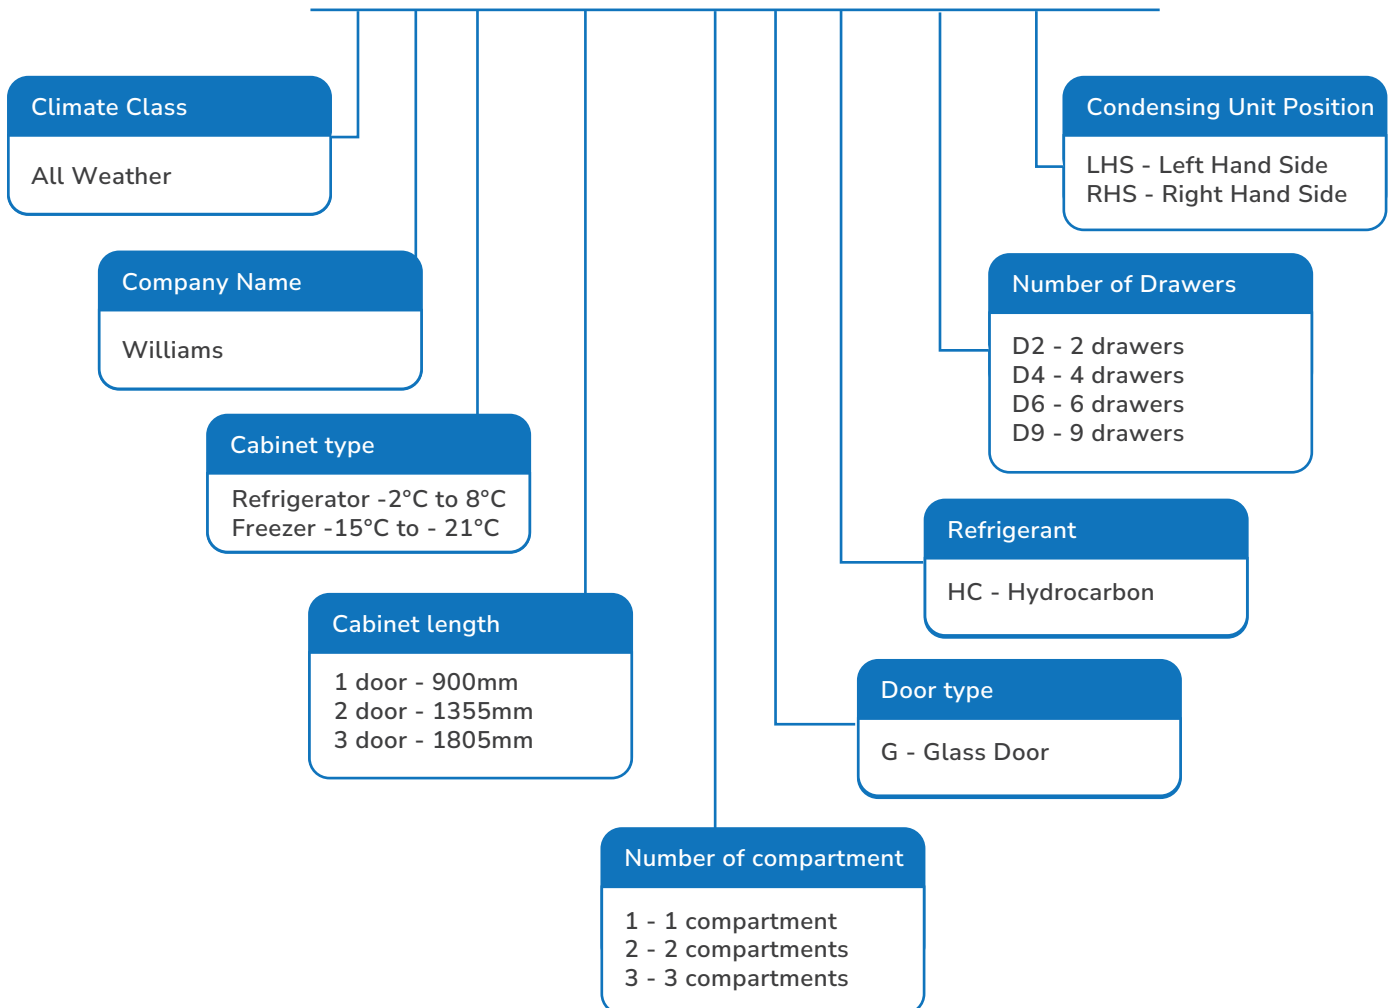 Climate Class
All Weather
Condensing Unit Position
LHS - Left Hand Side
RHS - Right Hand Side
Company Name
Williams
Number of Drawers
D2 - 2 drawers
D4 - 4 drawers
D6 - 6 drawers
D9 - 9 drawers
Cabinet type
Refrigerator -2°C to 8°C
Freezer -15°C to - 21°C
Refrigerant
HC - Hydrocarbon
Cabinet length
1 door - 900mm
2 door - 1355mm
3 door - 1805mm
Door type
G - Glass Door
Number of compartment
1 - 1 compartment
2 - 2 compartments
3 - 3 compartments